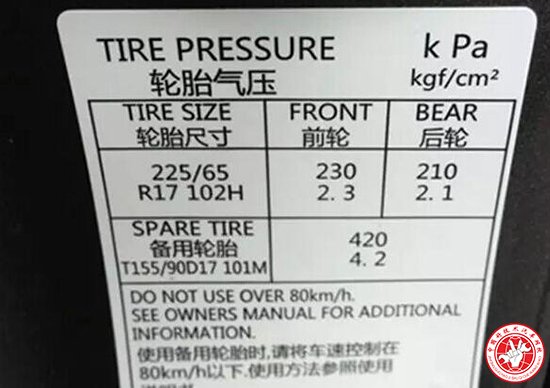 TIRE PRESSURE k Pa
轮胎气压 kgf/cm²
TIRE SIZE FRONT BEAR
轮胎尺寸 前轮 后轮
225/65 230 210
R17 102H 2.3 2.1
SPARE TIRE
备用轮胎 420
T155/90D17 101M 4.2
DO NOT USE OVER 80km/h.
SEE OWNERS MANUAL FOR ADDITIONAL
INFORMATION.
使用备用轮胎时,请将车速控制在
80km/h以下.使用方法参照使用